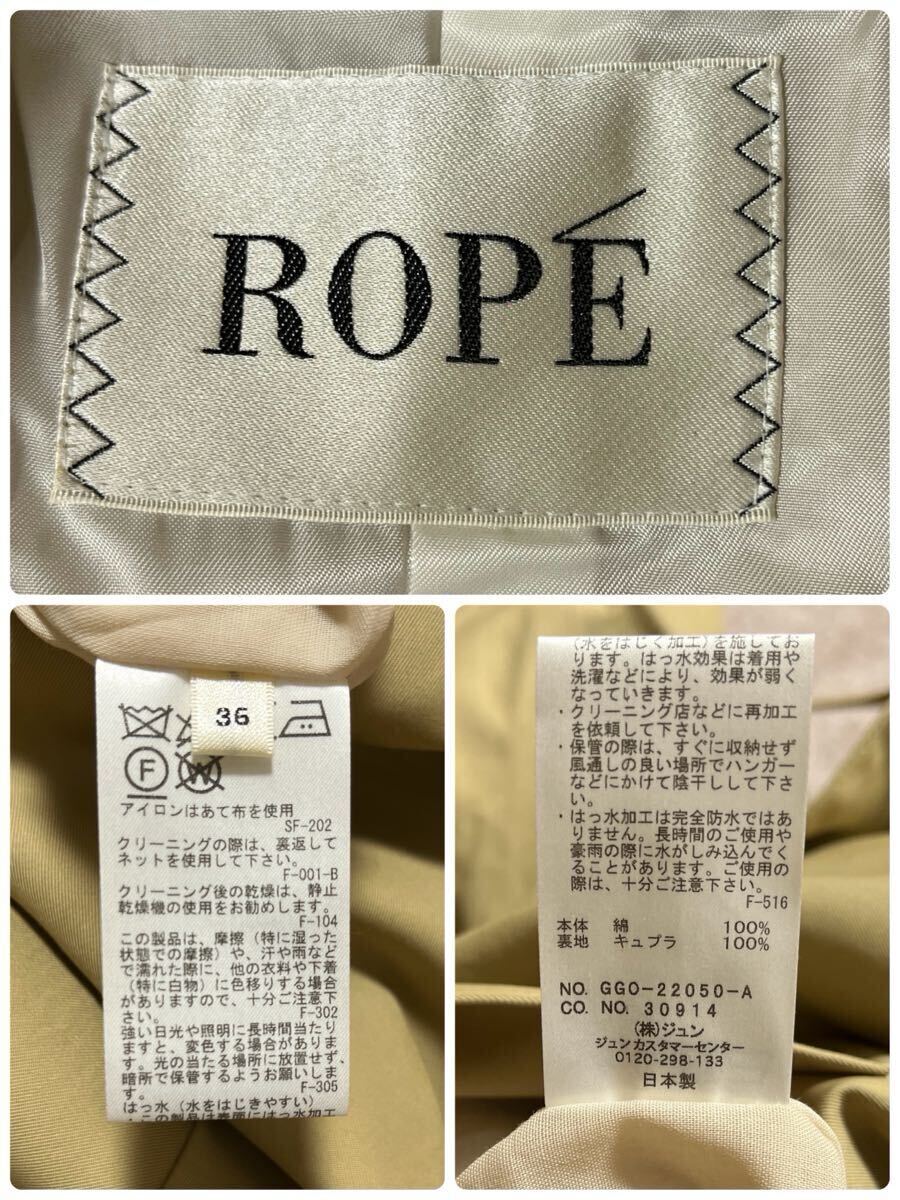 ROPÉ
36
F
W
アイロンはあて布を使用
SF-202
クリーニングの際は、裏返して
ネットを使用して下さい。
F-001-B
クリーニング後の乾燥は、静止
乾燥機の使用をお勧めします。
F-104
この製品は、摩擦（特に湿った
状態での摩擦）や、汗や雨など
で濡れた際に、他の衣料や下着
（特に白物）に色移りする場合
がありますので、十分ご注意下
さい。
F-302
強い日光や照明に長時間当たり
ますと、変色する場合がありま
す。光の当たる場所に放置せず、
暗所で保管するようお願いしま
す。
F-305
はっ水（水をはじきやすい）
・この製品は表面にはっ水加工
（水をはじく加工）を施してお
ります。はっ水効果は着用や
洗濯などにより、効果が弱く
なっていきます。
・クリーニング店などに再加工
を依頼して下さい。
・保管の際は、すぐに収納せず
風通しの良い場所でハンガー
などにかけて陰干しして下さ
い。
・はっ水加工は完全防水ではあ
りません。長時間のご使用や
豪雨の際に水がしみ込んでく
ることがあります。ご使用の
際は、十分ご注意下さい。
F-516
本体 綿 100%
裏地 キュプラ 100%
NO. GGO-22050-A
CO. NO. 30914
(株)ジュン
ジュンカスタマーセンター
0120-298-133
日本製